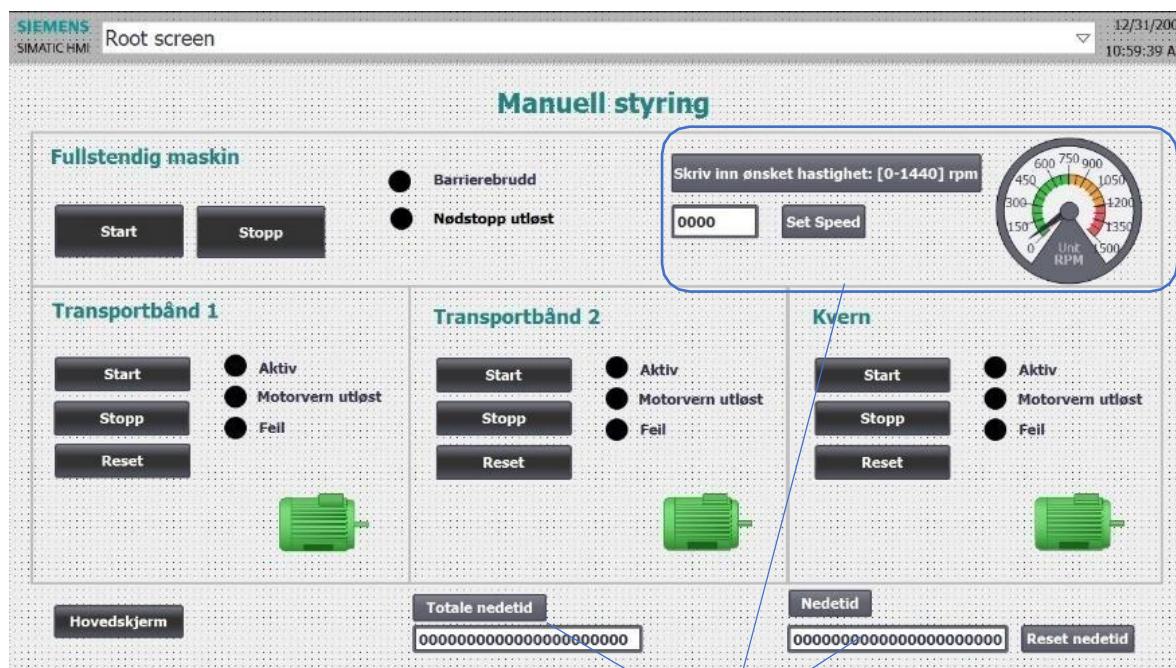 SIEMENS
SIMATIC HMI
Root screen
12/31/200
10:59:39 A
Manuell styring
Fullstendig maskin
Start
Stopp
Barrierebrudd
Nødstopp utløst
Skriv inn ønsket hastighet: [0-1440] rpm
0000
Set Speed
0
150
300
450
600
750
900
1050
1200
1350
1500
Unit
RPM
Transportbånd 1
Start
Stopp
Reset
Aktiv
Motorvern utløst
Feil
Transportbånd 2
Start
Stopp
Reset
Aktiv
Motorvern utløst
Feil
Kvern
Start
Stopp
Reset
Aktiv
Motorvern utløst
Feil
Hovedskjerm
Totale nedetid
0000000000000000000000
Nedetid
0000000000000000000000
Reset nedetid